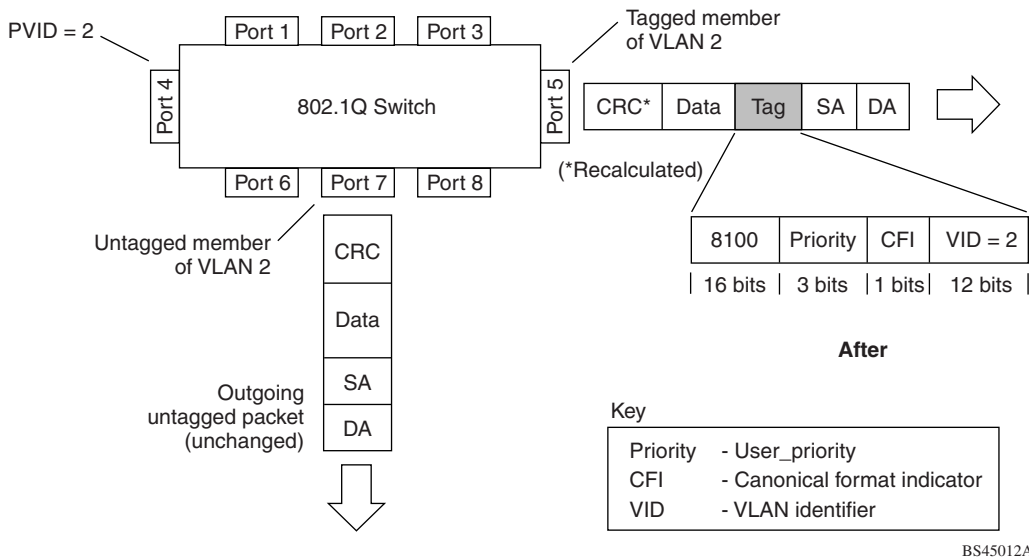 PVID = 2
Port 1
Port 2
Port 3
Tagged member
of VLAN 2
Port 4
802.1Q Switch
Port 5
CRC*
Data
Tag
SA
DA
(*Recalculated)
Port 6
Port 7
Port 8
Untagged member
of VLAN 2
CRC
Data
SA
DA
Outgoing
untagged packet
(unchanged)
8100
Priority
CFI
VID = 2
16 bits
3 bits
1 bits
12 bits
After
Key
Priority - User_priority
CFI - Canonical format indicator
VID - VLAN identifier
BS45012A